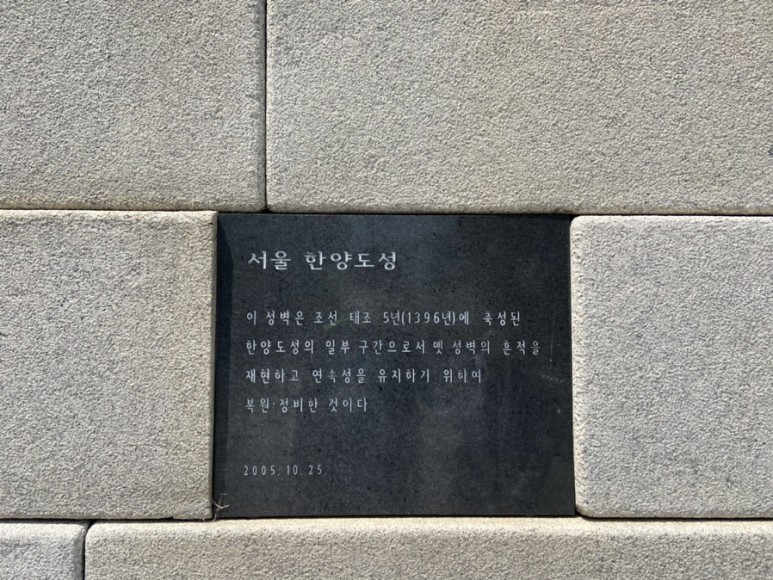 서울 한양도성
이 성벽은 조선 태조 5년(1396년)에 축성된
한양도성의 일부 구간으로서 옛 성벽의 흔적을
재현하고 연속성을 유지하기 위하여
복원·정비한 것이다
2005. 10. 25